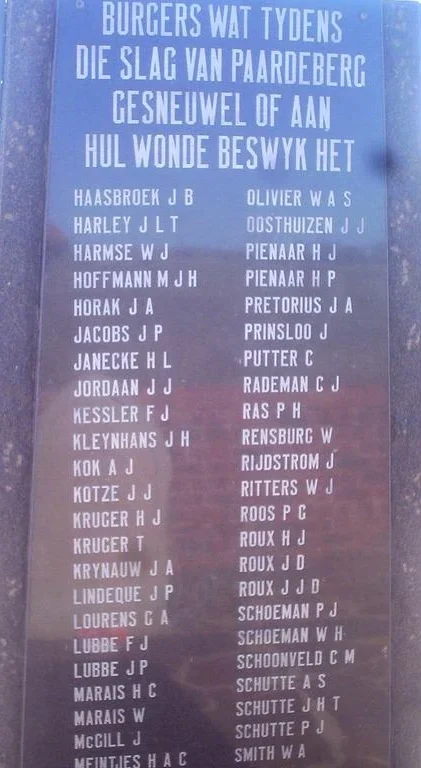 BURGERS WAT TYDENS
DIE SLAG VAN PAARDEBERG
GESNEUWEL OF AAN
HUL WONDE BESWYK HET
HAASBROEK J B
HARLEY J L T
HARMSE W J
HOFFMANN M J H
HORAK J A
JACOBS J P
JANECKE H L
JORDAAN J J
KESSLER F J
KLEYNHANS J H
KOK A J
KOTZE J J
KRUGER H J
KRUGER T
KRYNAUW J A
LINDEQUE J P
LOURENS G A
LUBBE F J
LUBBE J P
MARAIS H C
MARAIS W
McGILL J
MEINTJES H A C
OLIVIER W A S
OOSTHUIZEN J J
PIENAAR H J
PIENAAR H P
PRETORIUS J A
PRINSLOO J
PUTTER C
RADEMAN C J
RAS P H
RENSBURG W
RIJDSTROM J
RITTERS W J
ROOS P C
ROUX H J
ROUX J D
ROUX J J D
SCHOEMAN P J
SCHOEMAN W H
SCHOONVELD C M
SCHUTTE A S
SCHUTTE J H T
SCHUTTE P J
SMITH W A